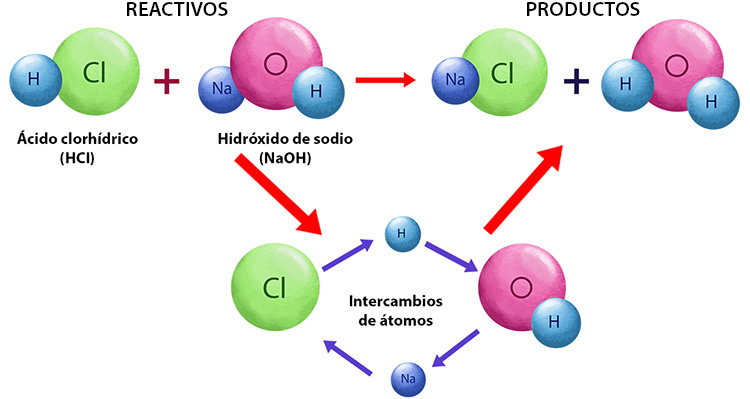 REACTIVOS
PRODUCTOS
H
Cl
+
Na
O
H
Na
Cl
+
H
O
H
Ácido clorhídrico
(HCl)
Hidróxido de sodio
(NaOH)
H
Cl
O
H
Intercambios
de átomos
Na